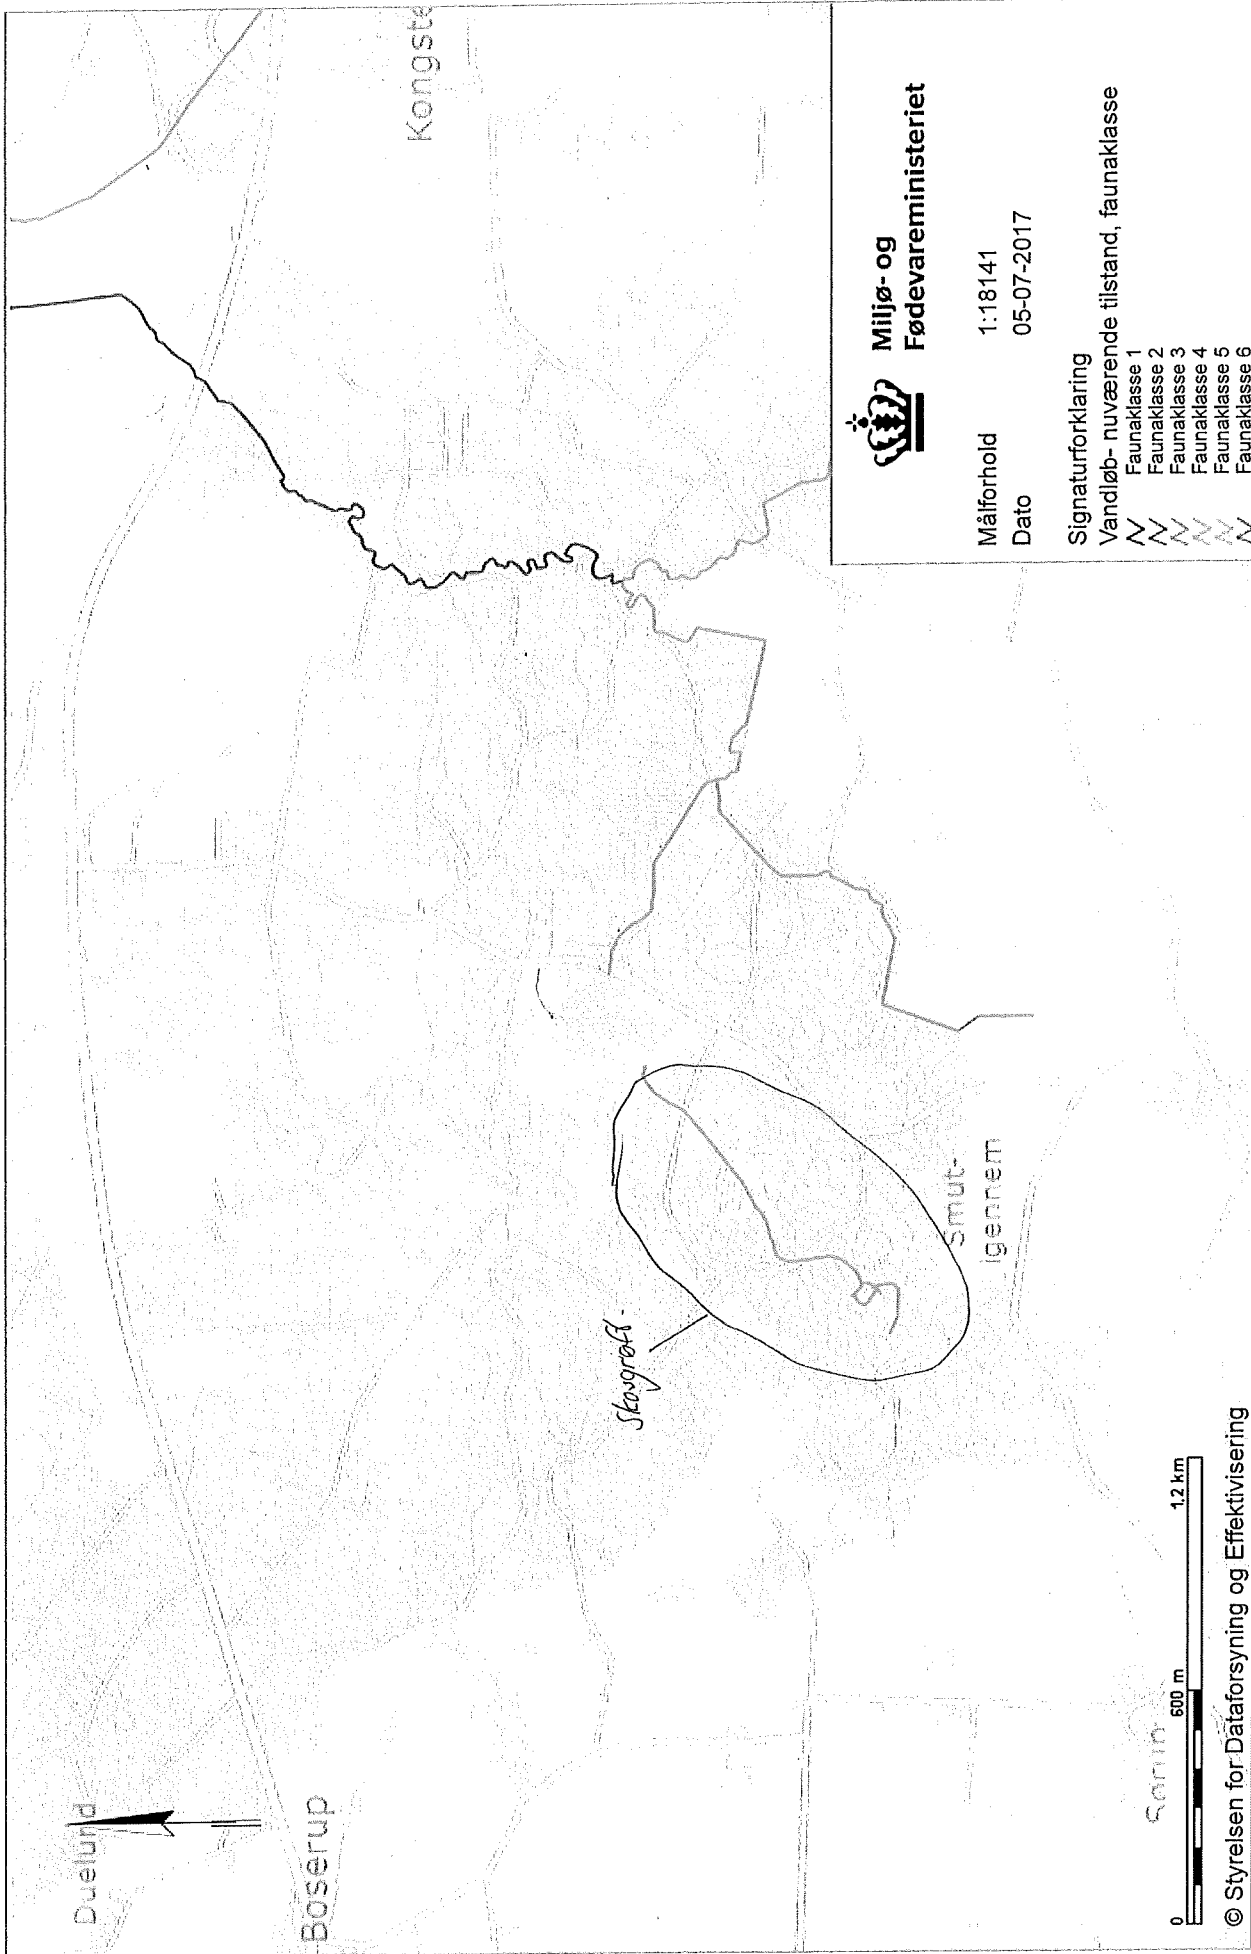 Duelund
Boserup
Kongste
Skovgrøft-
Smut-
igennem
Miljø- og
Fødevareministeriet
Målforhold 1:18141
Dato 05-07-2017
Signaturforklaring
Vandløb- nuværende tilstand, faunaklasse
Faunaklasse 1
Faunaklasse 2
Faunaklasse 3
Faunaklasse 4
Faunaklasse 5
Faunaklasse 6
0 600 m 1.2 km
© Styrelsen for Dataforsyning og Effektivisering